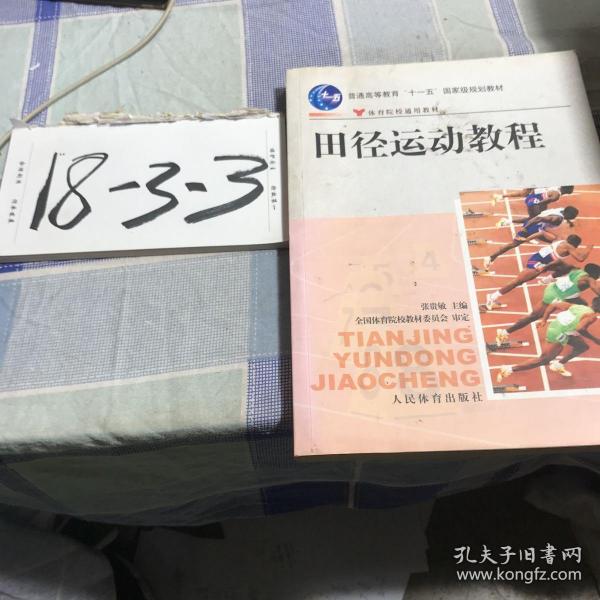 18-3-3
十一五
普通高等教育“十一五”国家级规划教材
体育院校通用教材
田径运动教程
张贵敏 主编
全国体育院校教材委员会 审定
TIANJING
YUNDONG
JIAOCHENG
人民体育出版社
孔夫子旧书网
www.kongfz.com